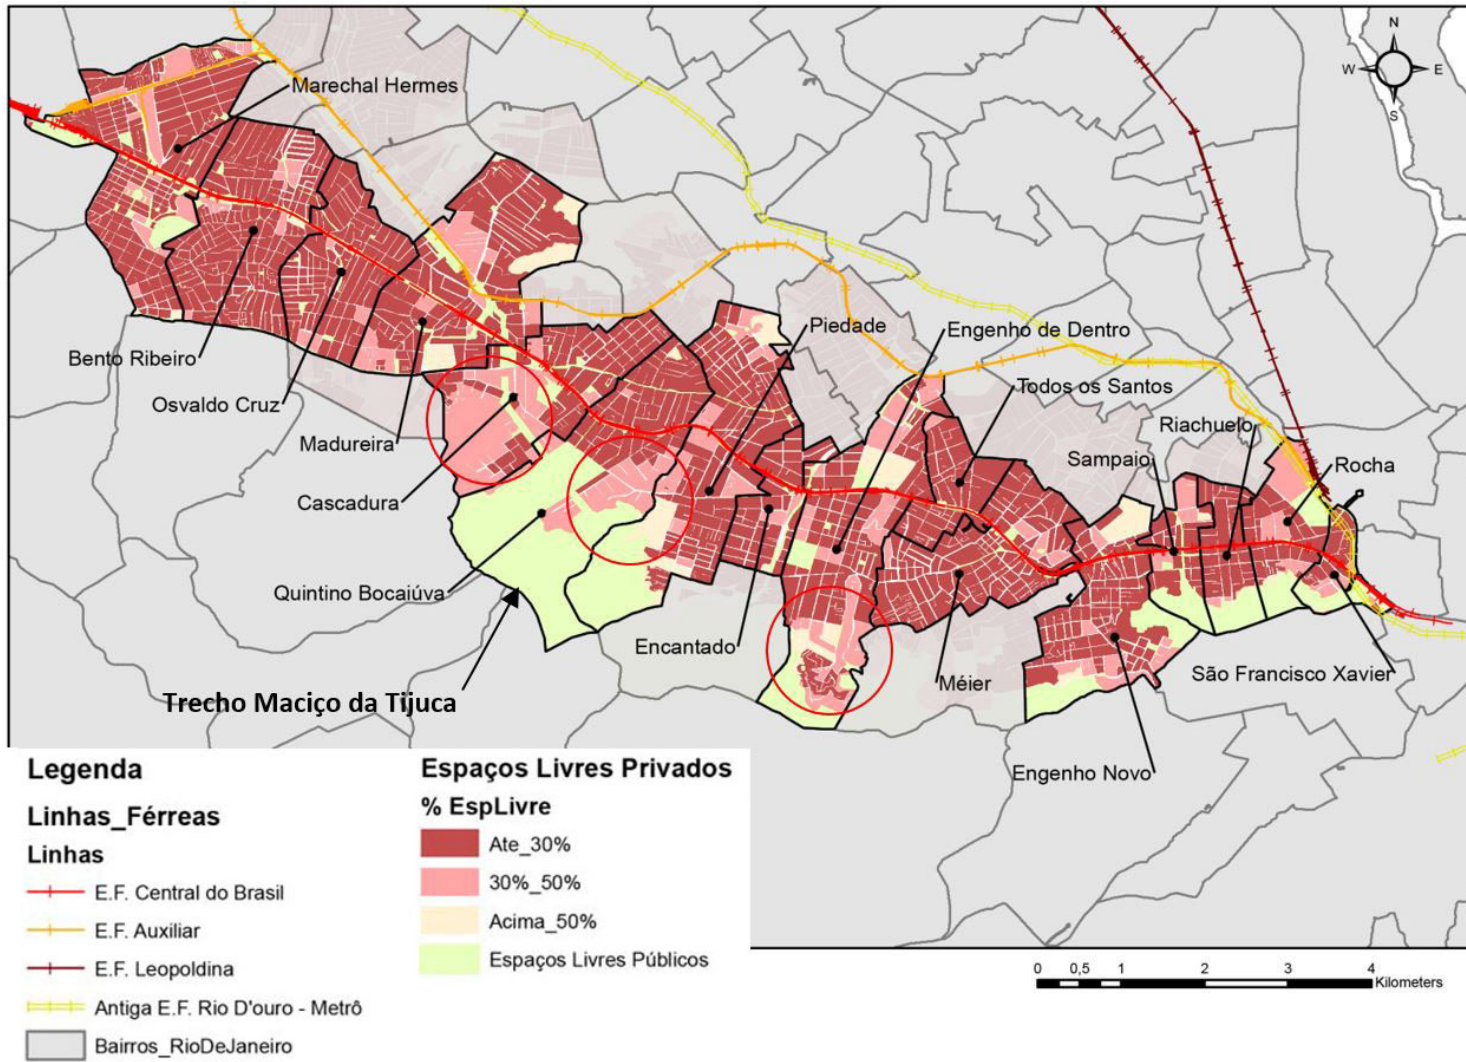 N
W E
S
Marechal Hermes
Piedade
Engenho de Dentro
Bento Ribeiro
Todos os Santos
Osvaldo Cruz
Riachuelo
Madureira
Sampaio
Rocha
Cascadura
Quintino Bocaiúva
Encantado
Méier
São Francisco Xavier
Trecho Maciço da Tijuca
Engenho Novo
Legenda
Linhas_Férreas
Linhas
E.F. Central do Brasil
E.F. Auxiliar
E.F. Leopoldina
Antiga E.F. Rio D'ouro - Metrô
Bairros_RioDeJaneiro
Espaços Livres Privados
% EspLivre
Ate_30%
30%_50%
Acima_50%
Espaços Livres Públicos
0 0,5 1 2 3 4
Kilometers